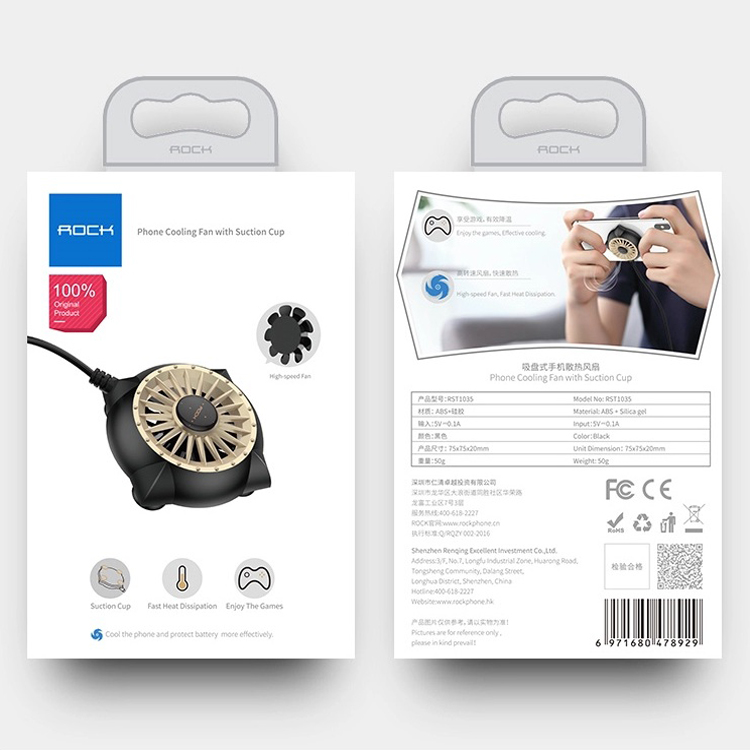 ROCK
ROCK
Phone Cooling Fan with Suction Cup
100%
Original
Product
High-speed Fan
ROCK
Suction Cup
Fast Heat Dissipation
Enjoy The Games
Cool the phone and protect battery more effectively.
ROCK
享受游戏, 有效降温
Enjoy the games, Effective cooling.
高转速风扇, 快速散热
High-speed Fan, Fast Heat Dissipation.
吸盘式手机散热风扇
Phone Cooling Fan with Suction Cup
产品型号:RST1035
Model No: RST1035
材质: ABS+硅胶
Material: ABS + Silica gel
输入:5V⎓0.1A
Input:5V⎓0.1A
颜色:黑色
Color:Black
产品尺寸: 75x75x20mm
Unit Dimension: 75x75x20mm
重量:50g
Weight: 50g
深圳市仁清卓越投资有限公司
深圳市龙华区大浪街道同胜社区华荣路
龙富工业区7号3层
服务热线:400-618-2227
ROCK官网:www.rockphone.cn
执行标准:Q/RQZY 002-2016
FC CE
RoHS
Shenzhen Renqing Excellent Investment Co.,Ltd.
Address:3/F, No.7, Longfu Industrial Zone, Huarong Road,
Tongsheng Community, Dalang Street,
Longhua District, Shenzhen, China
Hotline:400-618-2227
Website:www.rockphone.hk
检验合格
产品图片仅供参考, 请以实物为准!
Pictures are for reference only ,
please in kind prevail!
6 971680 478929